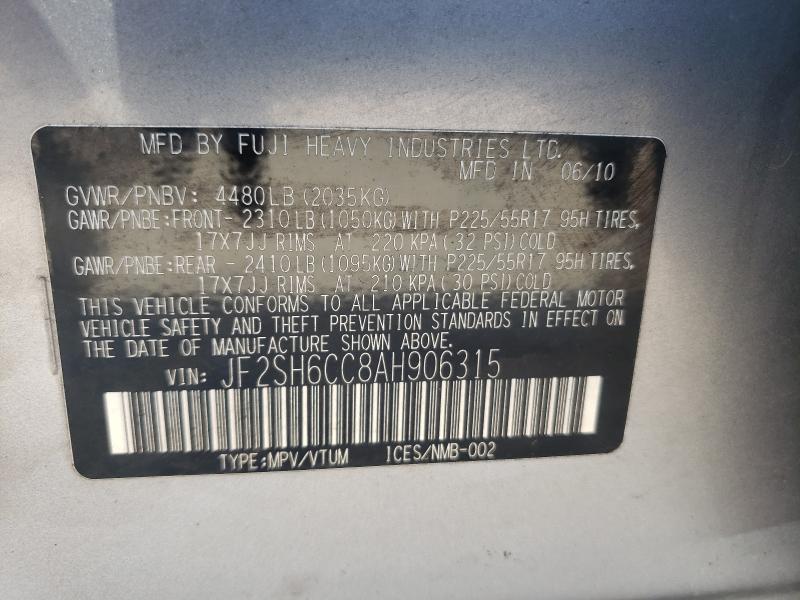 MFD BY FUJI HEAVY INDUSTRIES LTD.
MFD IN 06/10
GVWR/PNBV: 4480LB(2035KG)
GAWR/PNBE:FRONT- 2310LB(1050KG)WITH P225/55R17 95H TIRES,
17X7JJ RIMS AT 220 KPA(32 PSI)COLD
GAWR/PNBE:REAR - 2410LB(1095KG)WITH P225/55R17 95H TIRES,
17X7JJ RIMS AT 210 KPA(30 PSI)COLD
THIS VEHICLE CONFORMS TO ALL APPLICABLE FEDERAL MOTOR
VEHICLE SAFETY AND THEFT PREVENTION STANDARDS IN EFFECT ON
THE DATE OF MANUFACTURE SHOWN ABOVE.
VIN: JF2SH6CC8AH906315
TYPE:MPV/VTUM ICES/NMB-002